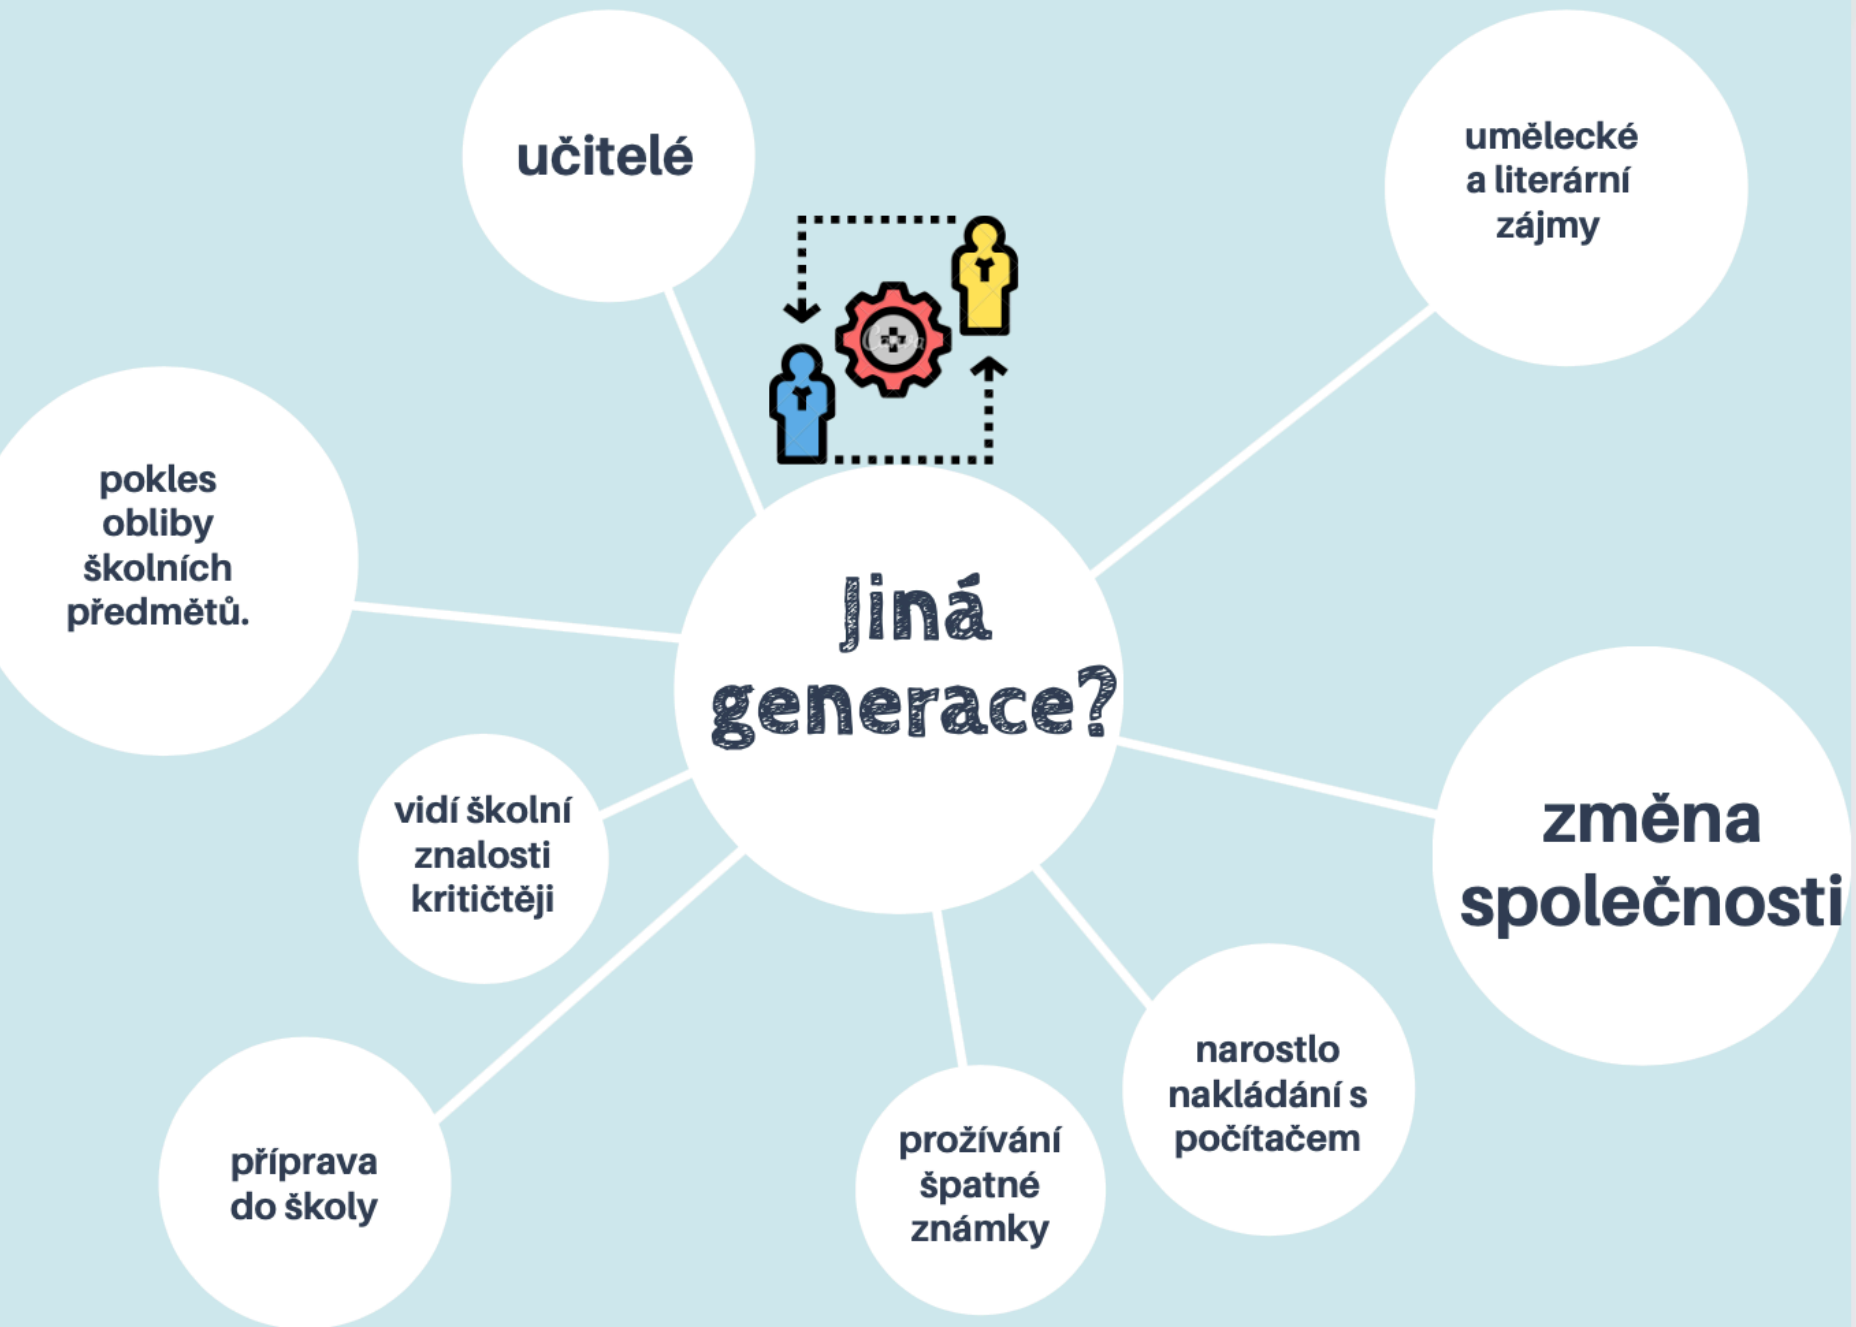 učitelé
umělecké
a literární
zájmy
Jiná
generace?
pokles
obliby
školních
předmětů.
vidí školní
znalosti
kritičtěji
změna
společnosti
příprava
do školy
prožívání
špatné
známky
narostlo
nakládání s
počítačem
Canva